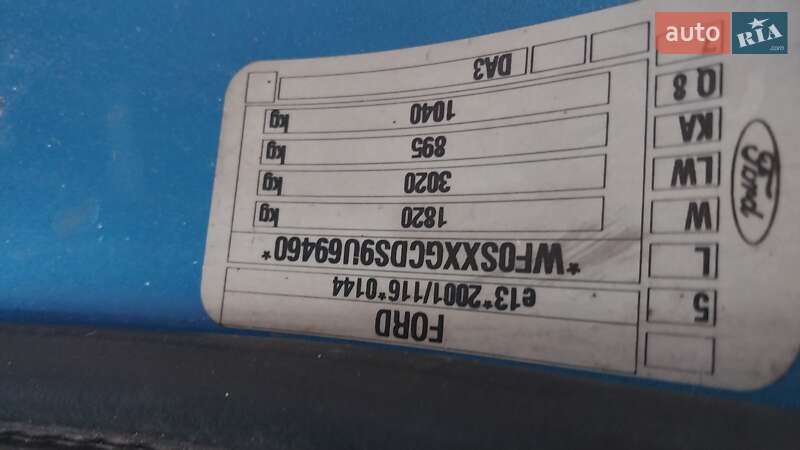 auto RIA.com
FORD
e13*2001/116*0144
*WF0SXXGCDS9U69460*
1820 kg
3020 kg
895 kg
1040 kg
DA3
5
L
W
LW
KA
Q 8
Ford